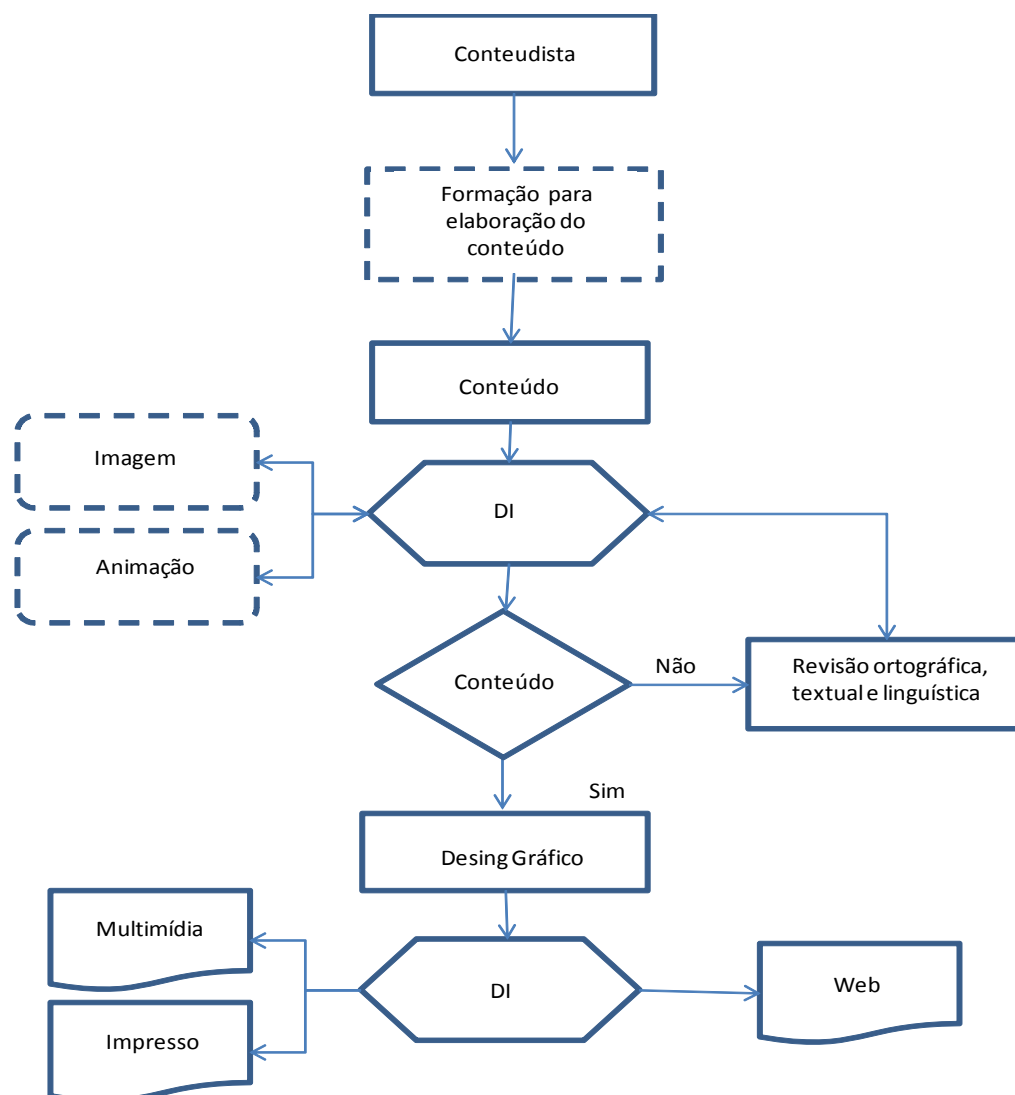 Conteudista
Formação para
elaboração do
conteúdo
Conteúdo
Imagem
DI
Animação
Conteúdo
Não
Revisão ortográfica,
textual e linguística
Sim
Desing Gráfico
Multimídia
DI
Web
Impresso